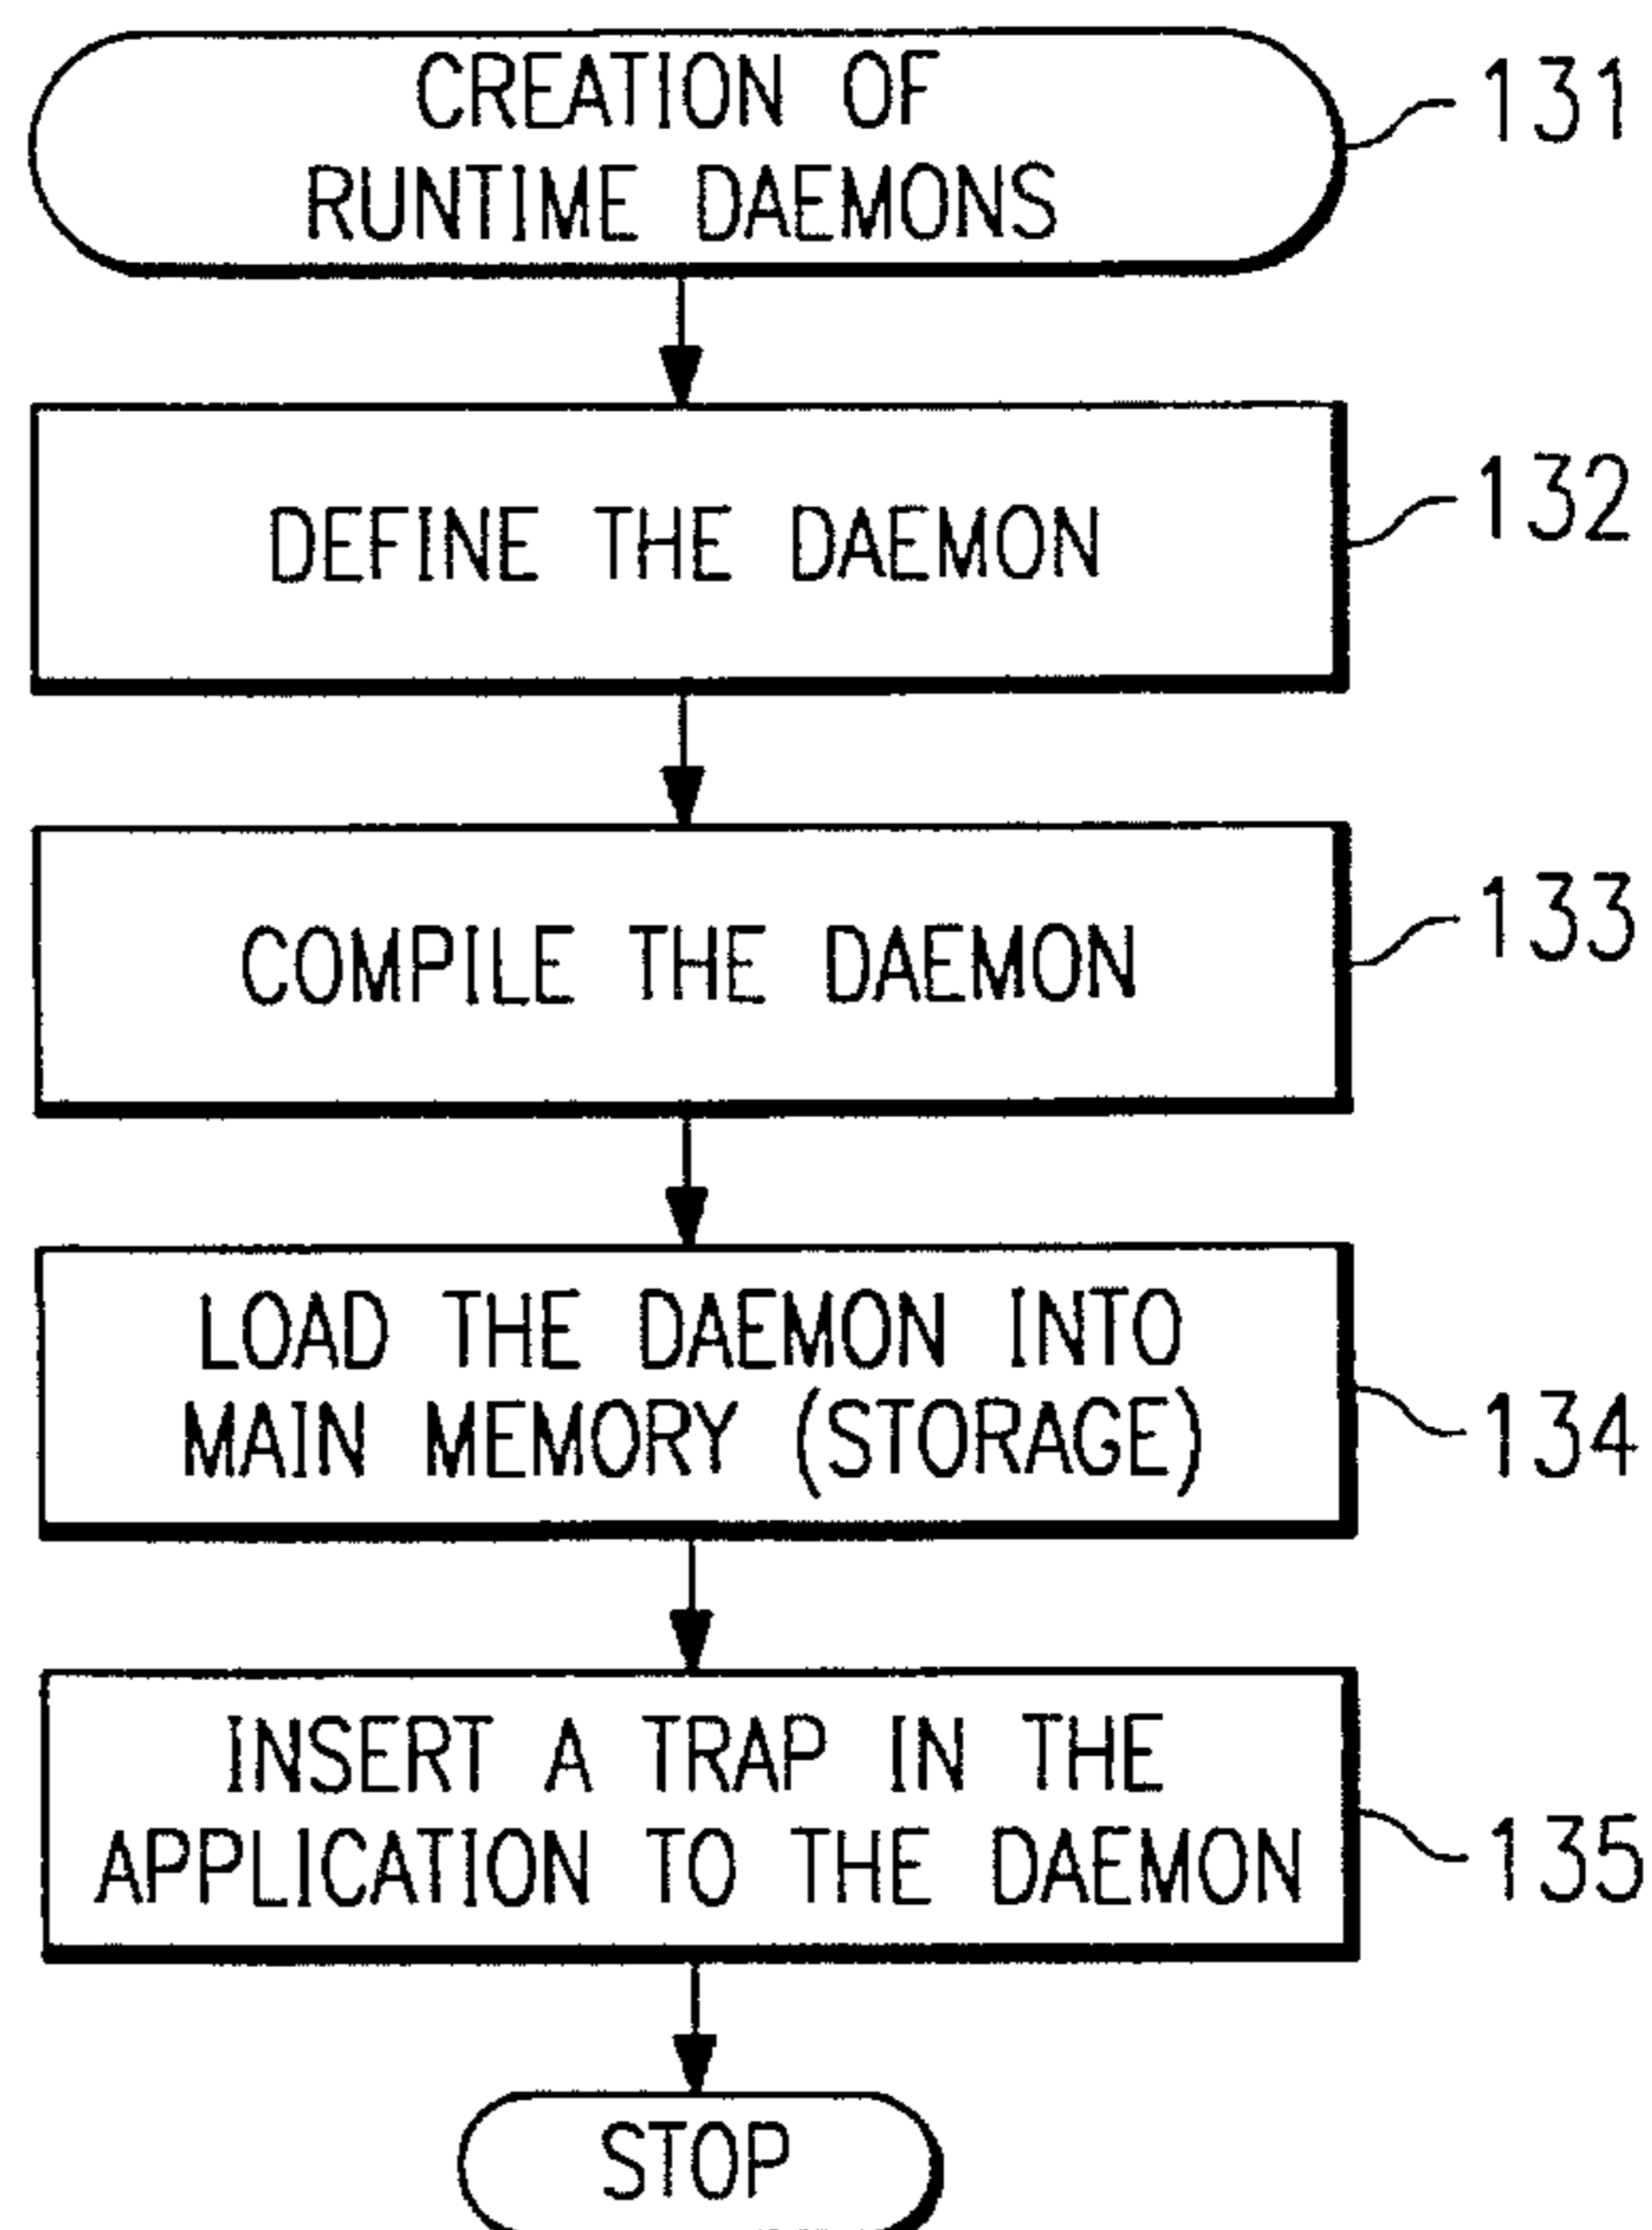 CREATION OF
RUNTIME DAEMONS
131
DEFINE THE DAEMON
132
COMPILE THE DAEMON
133
LOAD THE DAEMON INTO
MAIN MEMORY (STORAGE)
134
INSERT A TRAP IN THE
APPLICATION TO THE DAEMON
135
STOP